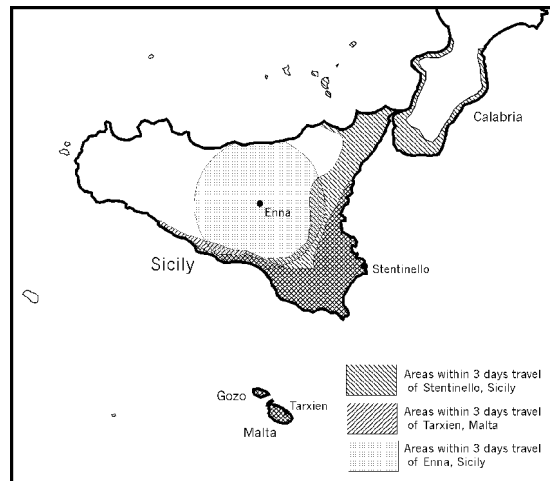 Calabria
Enna
Sicily
Stentinello
Gozo
Tarxien
Malta
Areas within 3 days travel
of Stentinello, Sicily
Areas within 3 days travel
of Tarxien, Malta
Areas within 3 days travel
of Enna, Sicily